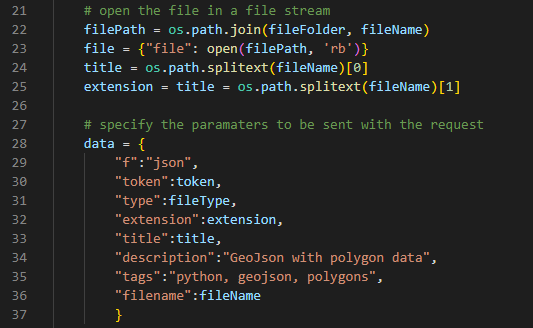 21 # open the file in a file stream
22 filePath = os.path.join(fileFolder, fileName)
23 file = {"file": open(filePath, 'rb')}
24 title = os.path.splitext(fileName)[0]
25 extension = title = os.path.splitext(fileName)[1]
26
27 # specify the paramaters to be sent with the request
28 data = {
29 "f":"json",
30 "token":token,
31 "type":fileType,
32 "extension":extension,
33 "title":title,
34 "description":"GeoJson with polygon data",
35 "tags":"python, geojson, polygons",
36 "filename":fileName
37 }